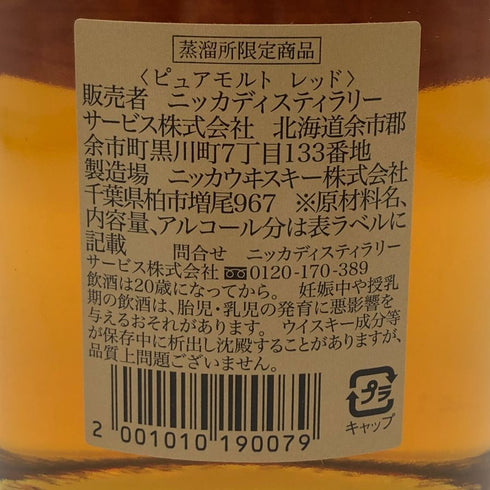 蒸溜所限定商品
〈ピュアモルト レッド〉
販売者 ニッカディスティラリー
サービス株式会社 北海道余市郡
余市町黒川町7丁目133番地
製造場 ニッカウヰスキー株式会社
千葉県柏市増尾967 ※原材料名、
内容量、アルコール分は表ラベルに
記載 問合せ ニッカディスティラリー
サービス株式会社 0120-170-389
飲酒は20歳になってから。 妊娠中や授乳
期の飲酒は、胎児・乳児の発育に悪影響を
与えるおそれがあります。 ウイスキー成分等
が保存中に析出し沈殿することがありますが、
品質上問題ございません。
プラ
キャップ
2 001010 190079